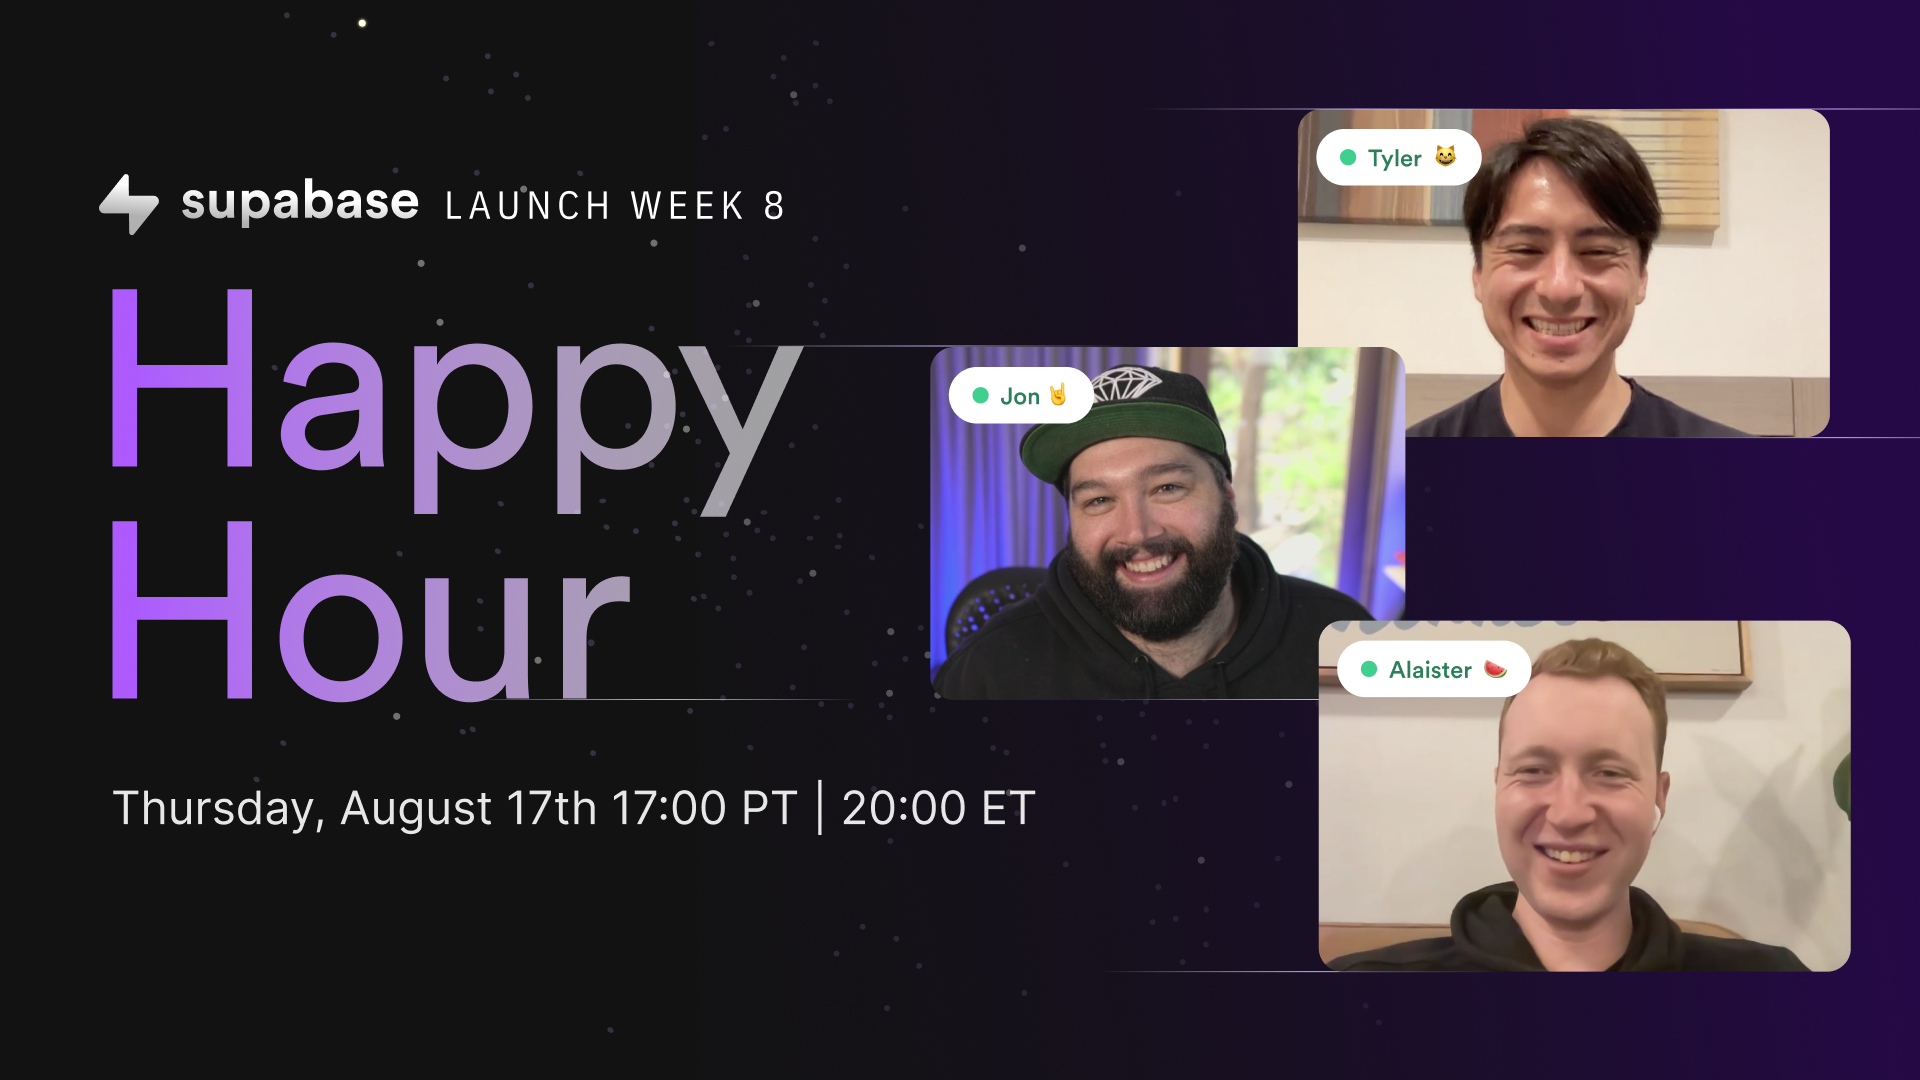 supabase LAUNCH WEEK 8
Happy
Hour
Thursday, August 17th 17:00 PT | 20:00 ET
Tyler 😸
Jon 🤘
Alaister 🍉